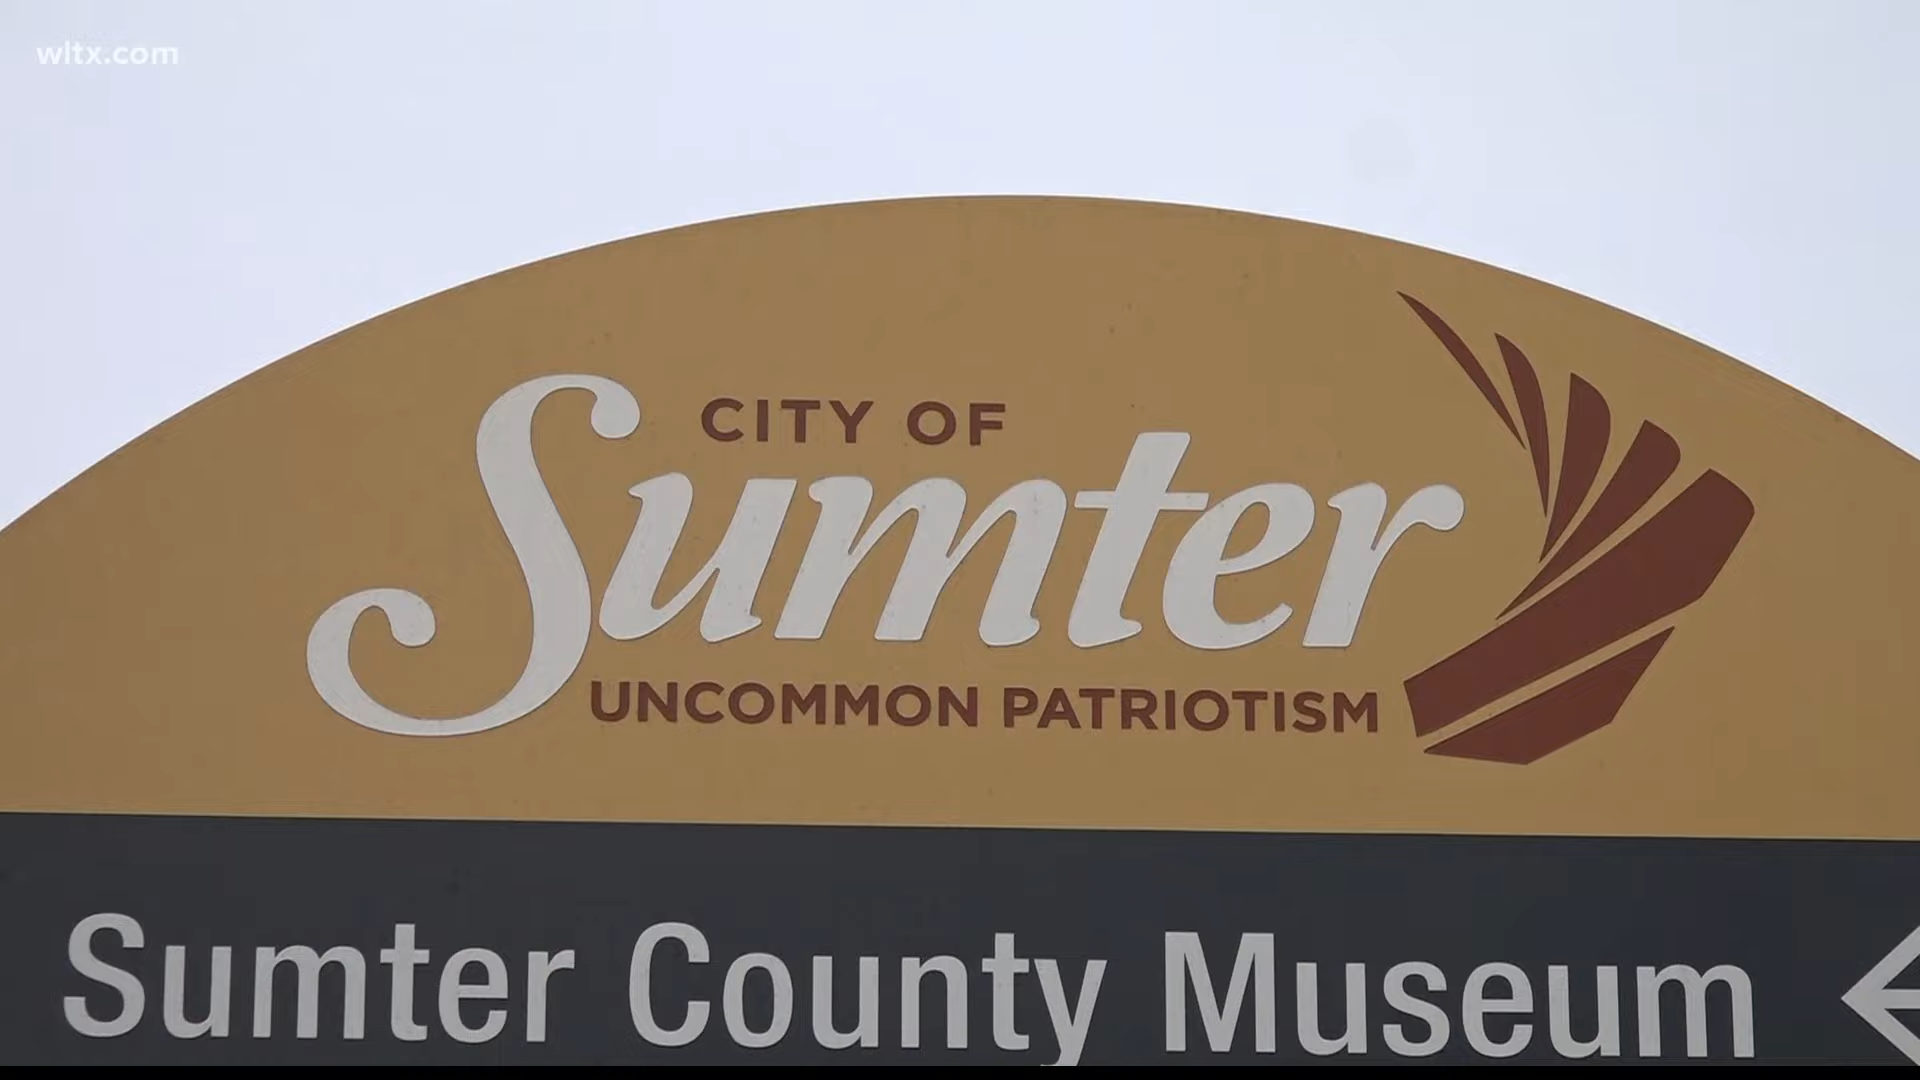 wltx.com
CITY OF
Sumter
UNCOMMON PATRIOTISM
Sumter County Museum